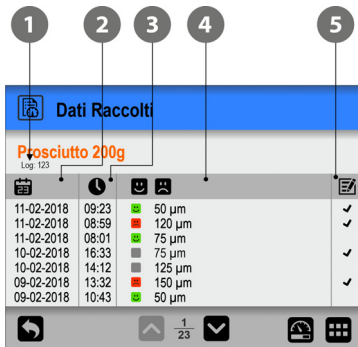 1 2 3 4 5
Dati Raccolti
Prosciutto 200g
Log: 123
23
11-02-2018 09:23 50 µm
11-02-2018 08:59 120 µm
11-02-2018 08:01 75 µm
10-02-2018 16:33 75 µm
10-02-2018 14:12 125 µm
09-02-2018 13:32 150 µm
09-02-2018 10:43 50 µm
1
23